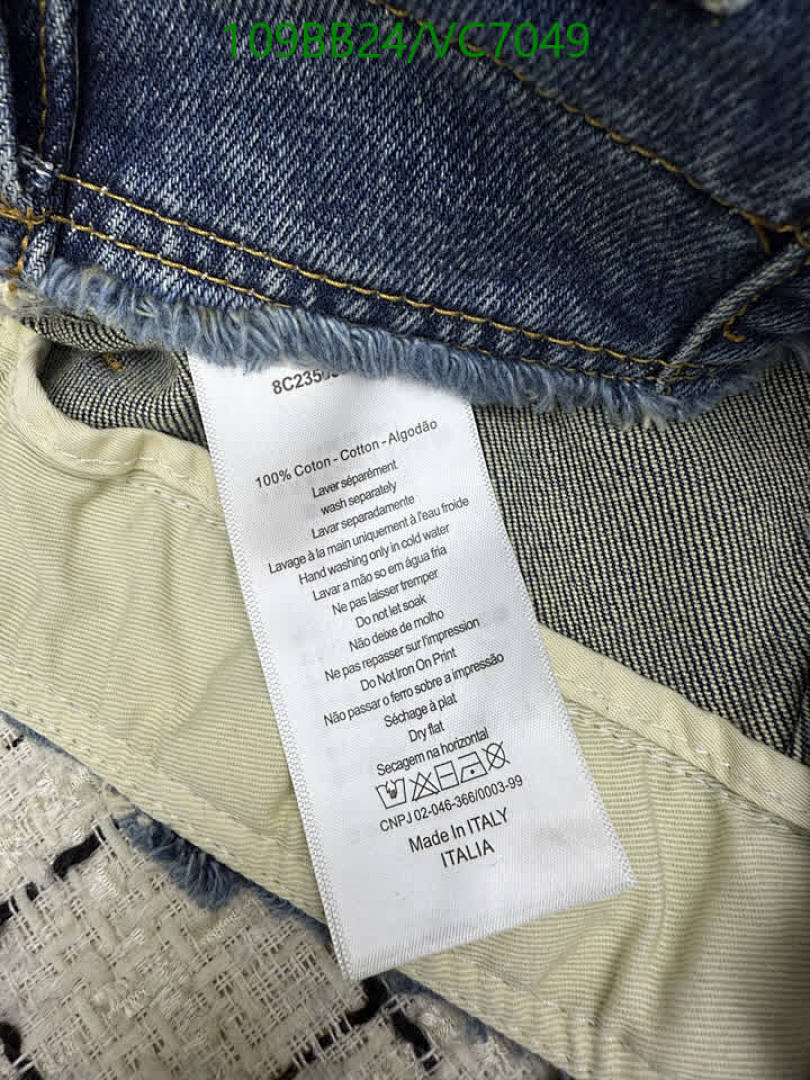 109BB24/VC7049
100% Coton - Cotton - Algodão
Laver séparément
wash separately
Lavar separadamente
Lavage à la main uniquement à l'eau froide
Hand washing only in cold water
Lavar a mão so em água fria
Ne pas laisser tremper
Do not let soak
Não deixe de molho
Ne pas repasser sur l'impression
Do Not Iron On Print
Não passar o ferro sobre a impressão
Séchage à plat
Dry flat
Secagem na horizontal
CNPJ 02-046-366/0003-99
Made In ITALY
ITALIA